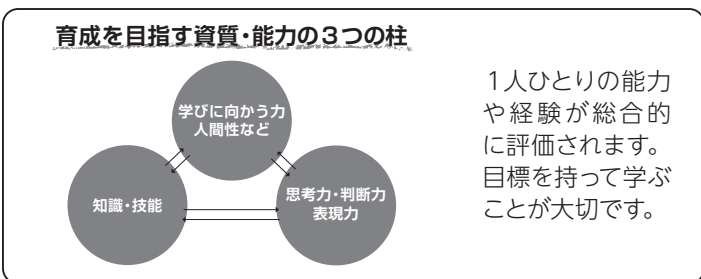 育成を目指す資質・能力の３つの柱
学びに向かう力
人間性など
知識・技能
思考力・判断力
表現力
１人ひとりの能力
や経験が総合的
に評価されます。
目標を持って学ぶ
ことが大切です。